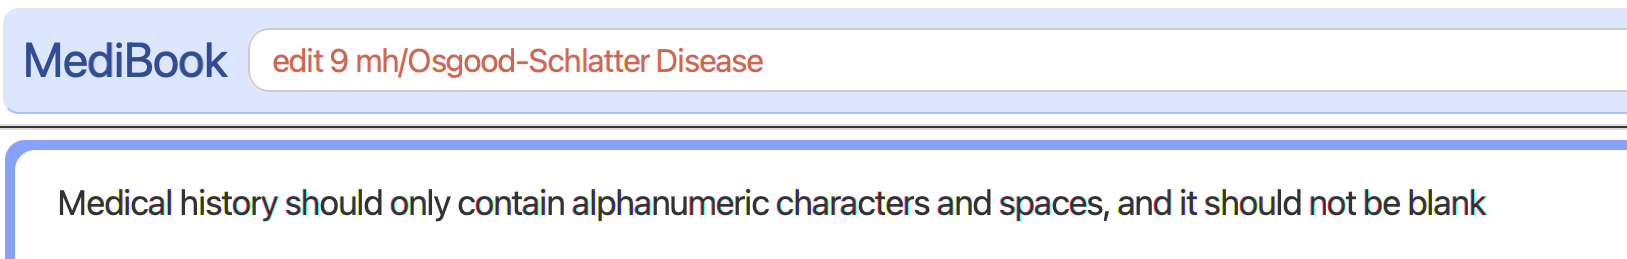 MediBook
edit 9 mh/Osgood-Schlatter Disease
Medical history should only contain alphanumeric characters and spaces, and it should not be blank